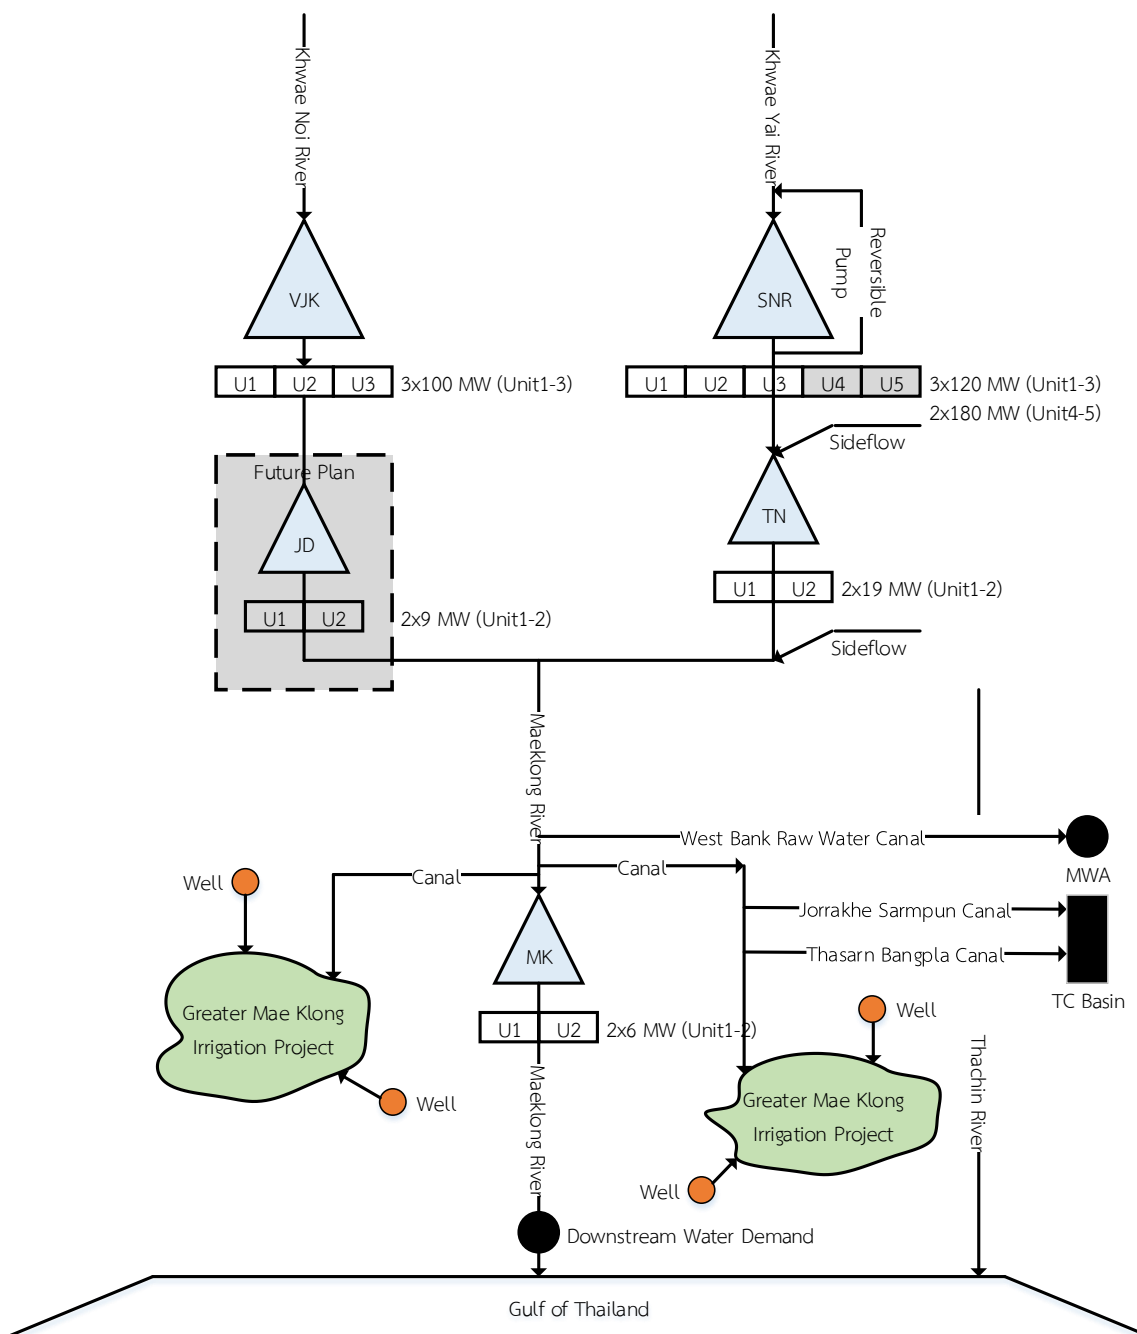 Khwae Noi River
Khwae Yai River
Reversible
Pump
VJK
SNR
U1 U2 U3 3x100 MW (Unit1-3)
U1 U2 U3 U4 U5 3x120 MW (Unit1-3)
2x180 MW (Unit4-5)
Sideflow
Future Plan
JD
TN
U1 U2 2x19 MW (Unit1-2)
U1 U2 2x9 MW (Unit1-2)
Sideflow
Maeklong River
West Bank Raw Water Canal
MWA
Canal
Canal
Well
Jorrakhe Sarmpun Canal
Thasarn Bangpla Canal
TC Basin
MK
U1 U2 2x6 MW (Unit1-2)
Greater Mae Klong
Irrigation Project
Well
Well
Greater Mae Klong
Irrigation Project
Well
Maeklong River
Thachin River
Downstream Water Demand
Gulf of Thailand